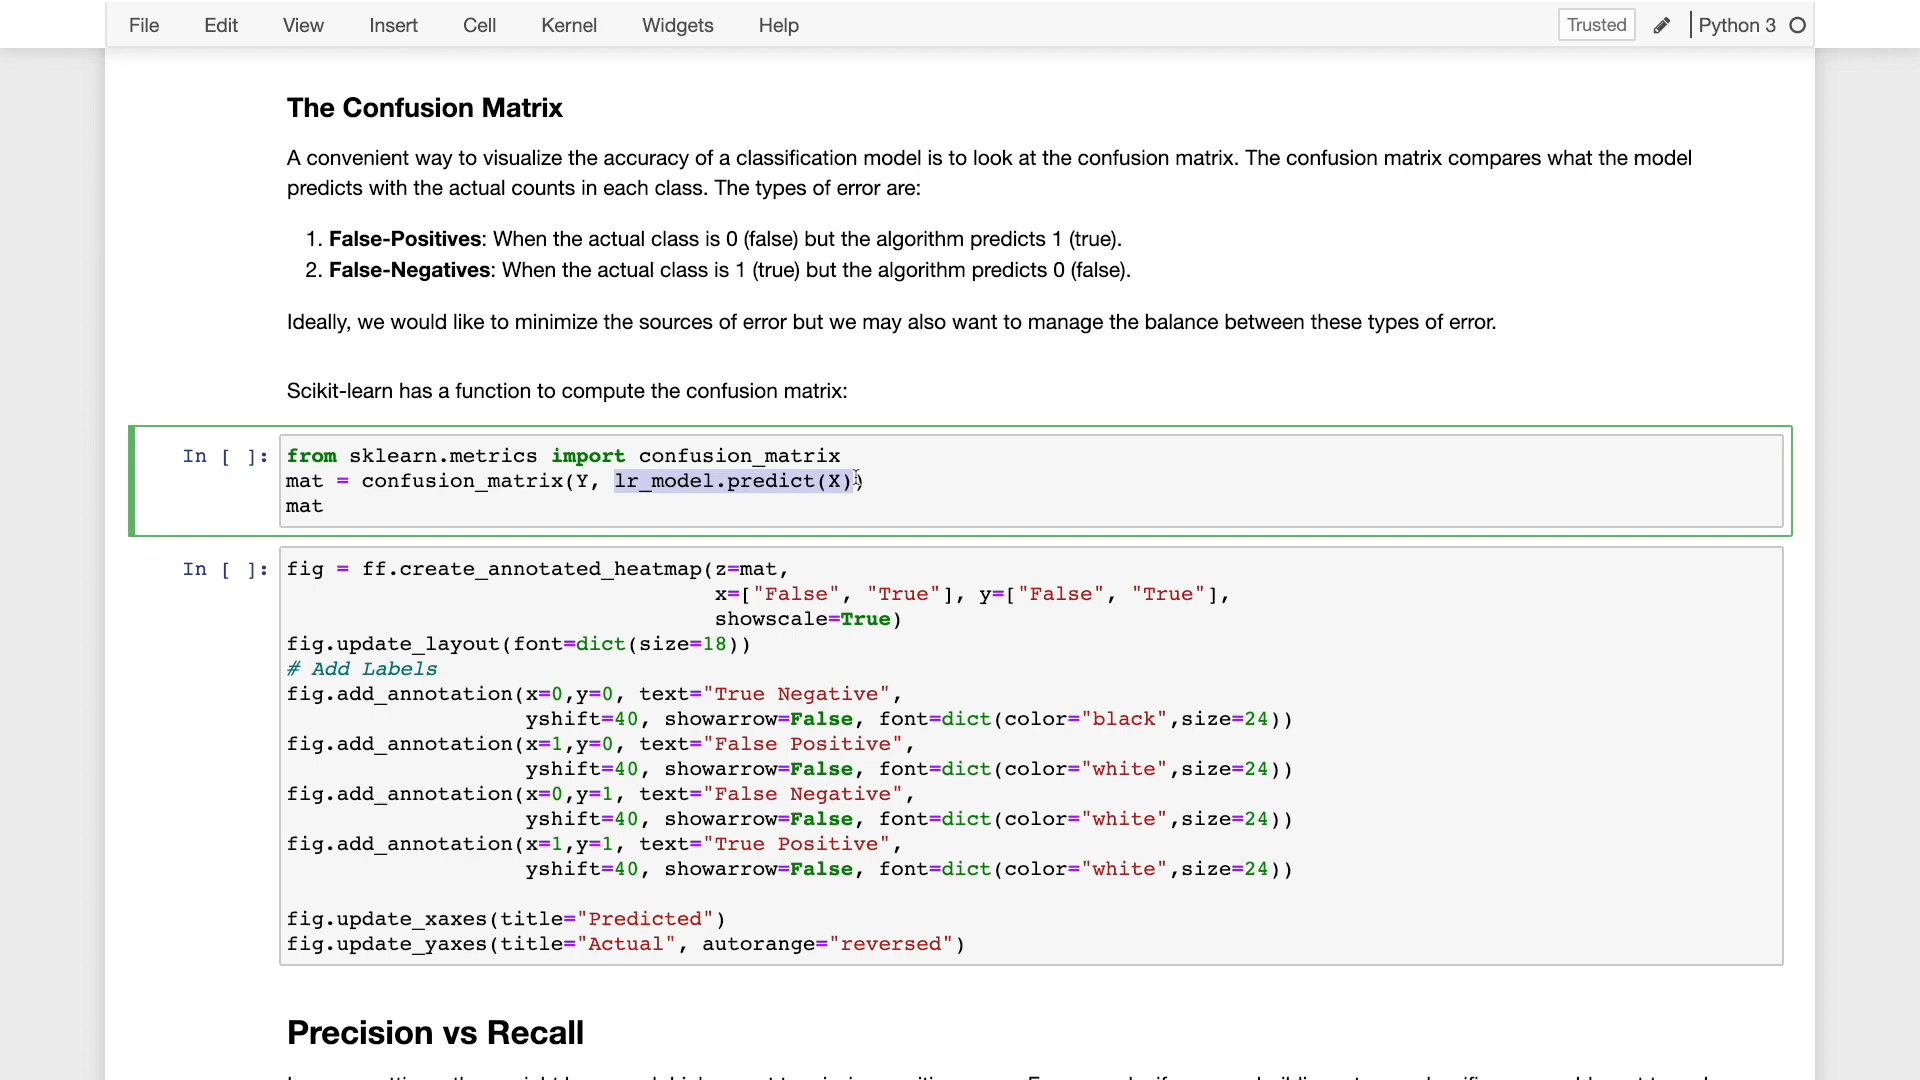 File Edit View Insert Cell Kernel Widgets Help Trusted Python 3
The Confusion Matrix
A convenient way to visualize the accuracy of a classification model is to look at the confusion matrix. The confusion matrix compares what the model
predicts with the actual counts in each class. The types of error are:
1. False-Positives: When the actual class is 0 (false) but the algorithm predicts 1 (true).
2. False-Negatives: When the actual class is 1 (true) but the algorithm predicts 0 (false).
Ideally, we would like to minimize the sources of error but we may also want to manage the balance between these types of error.
Scikit-learn has a function to compute the confusion matrix:
In [ ]: from sklearn.metrics import confusion_matrix
mat = confusion_matrix(Y, lr_model.predict(X))
mat
In [ ]: fig = ff.create_annotated_heatmap(z=mat,
x=["False", "True"], y=["False", "True"],
showscale=True)
fig.update_layout(font=dict(size=18))
# Add Labels
fig.add_annotation(x=0,y=0, text="True Negative",
yshift=40, showarrow=False, font=dict(color="black",size=24))
fig.add_annotation(x=1,y=0, text="False Positive",
yshift=40, showarrow=False, font=dict(color="white",size=24))
fig.add_annotation(x=0,y=1, text="False Negative",
yshift=40, showarrow=False, font=dict(color="white",size=24))
fig.add_annotation(x=1,y=1, text="True Positive",
yshift=40, showarrow=False, font=dict(color="white",size=24))
fig.update_xaxes(title="Predicted")
fig.update_yaxes(title="Actual", autorange="reversed")
Precision vs Recall